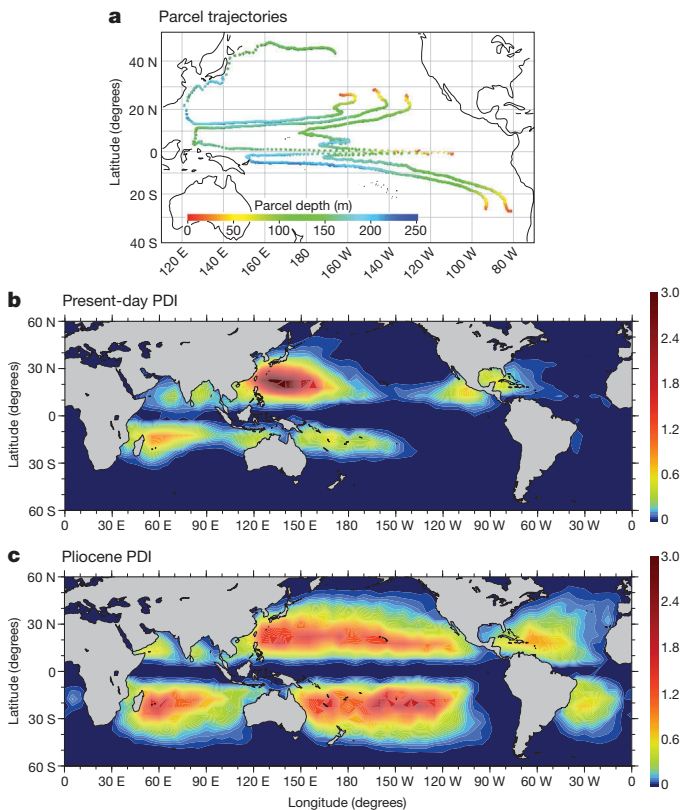 a Parcel trajectories
Latitude (degrees)
40 N
20 N
0
20 S
40 S
Parcel depth (m)
0 50 100 150 200 250
120 E 140 E 160 E 180 E 160 W 140 W 120 W 100 W 80 W
b Present-day PDI
Latitude (degrees)
60 N
30 N
0
30 S
60 S
0 30 E 60 E 90 E 120 E 150 E 180 150 W 120 W 90 W 60 W 30 W 0
3.0
2.4
1.8
1.2
0.6
0
c Pliocene PDI
Latitude (degrees)
60 N
30 N
0
30 S
60 S
0 30 E 60 E 90 E 120 E 150 E 180 150 W 120 W 90 W 60 W 30 W 0
Longitude (degrees)
3.0
2.4
1.8
1.2
0.6
0